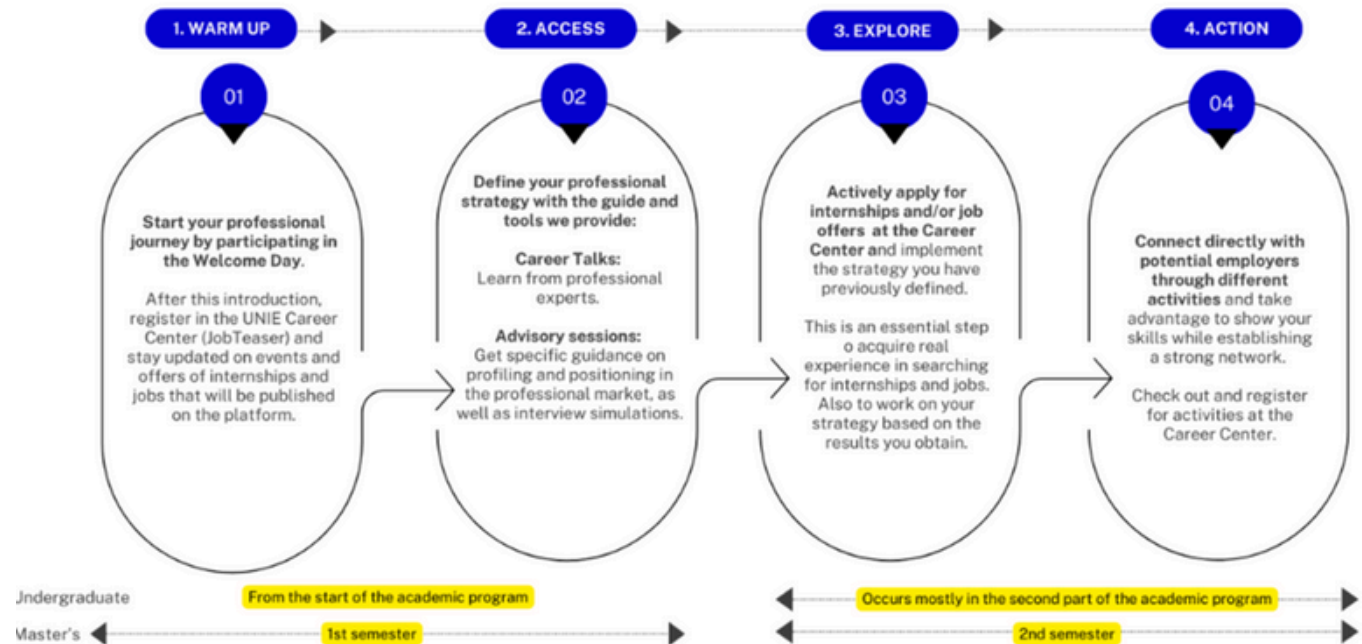 1. WARM UP
2. ACCESS
3. EXPLORE
4. ACTION
01
Start your professional
journey by participating in
the Welcome Day.
After this introduction,
register in the UNIE Career
Center (JobTeaser) and
stay updated on events and
offers of internships and
jobs that will be published
on the platform.
02
Define your professional
strategy with the guide and
tools we provide:
Career Talks:
Learn from professional
experts.
Advisory sessions:
Get specific guidance on
profiling and positioning in
the professional market, as
well as interview simulations.
03
Actively apply for
internships and/or job
offers at the Career
Center and implement
the strategy you have
previously defined.
This is an essential step
o acquire real
experience in searching
for internships and jobs.
Also to work on your
strategy based on the
results you obtain.
04
Connect directly with
potential employers
through different
activities and take
advantage to show your
skills while establishing
a strong network.
Check out and register
for activities at the
Career Center.
Undergraduate
From the start of the academic program
Occurs mostly in the second part of the academic program
Master's
1st semester
2nd semester